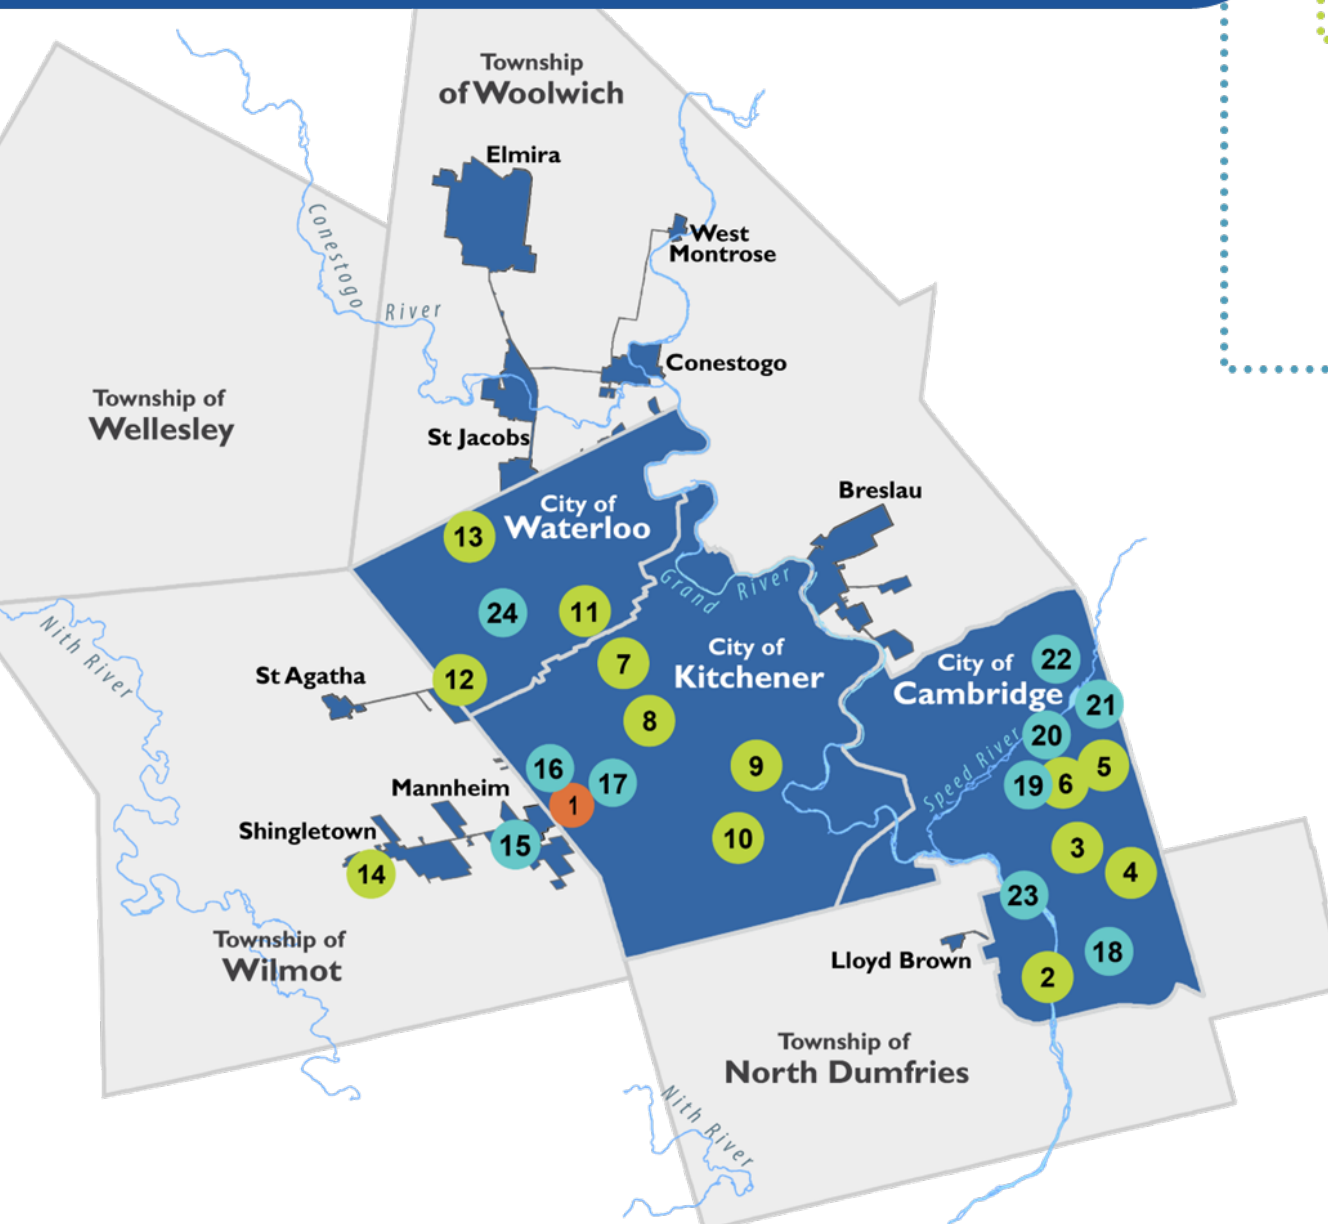 Township
of Woolwich
Elmira
West
Montrose
Conestogo
River
Conestogo
Township of
Wellesley
St Jacobs
Breslau
City of
Waterloo
13
Grand River
24
11
Nith River
City of
Kitchener
7
St Agatha
12
City of
Cambridge
22
21
8
20
Speed River
16
17
9
5
6
19
Mannheim
1
Shingletown
15
10
3
14
4
23
Township of
Wilmot
Lloyd Brown
18
2
Township of
North Dumfries
Nith River